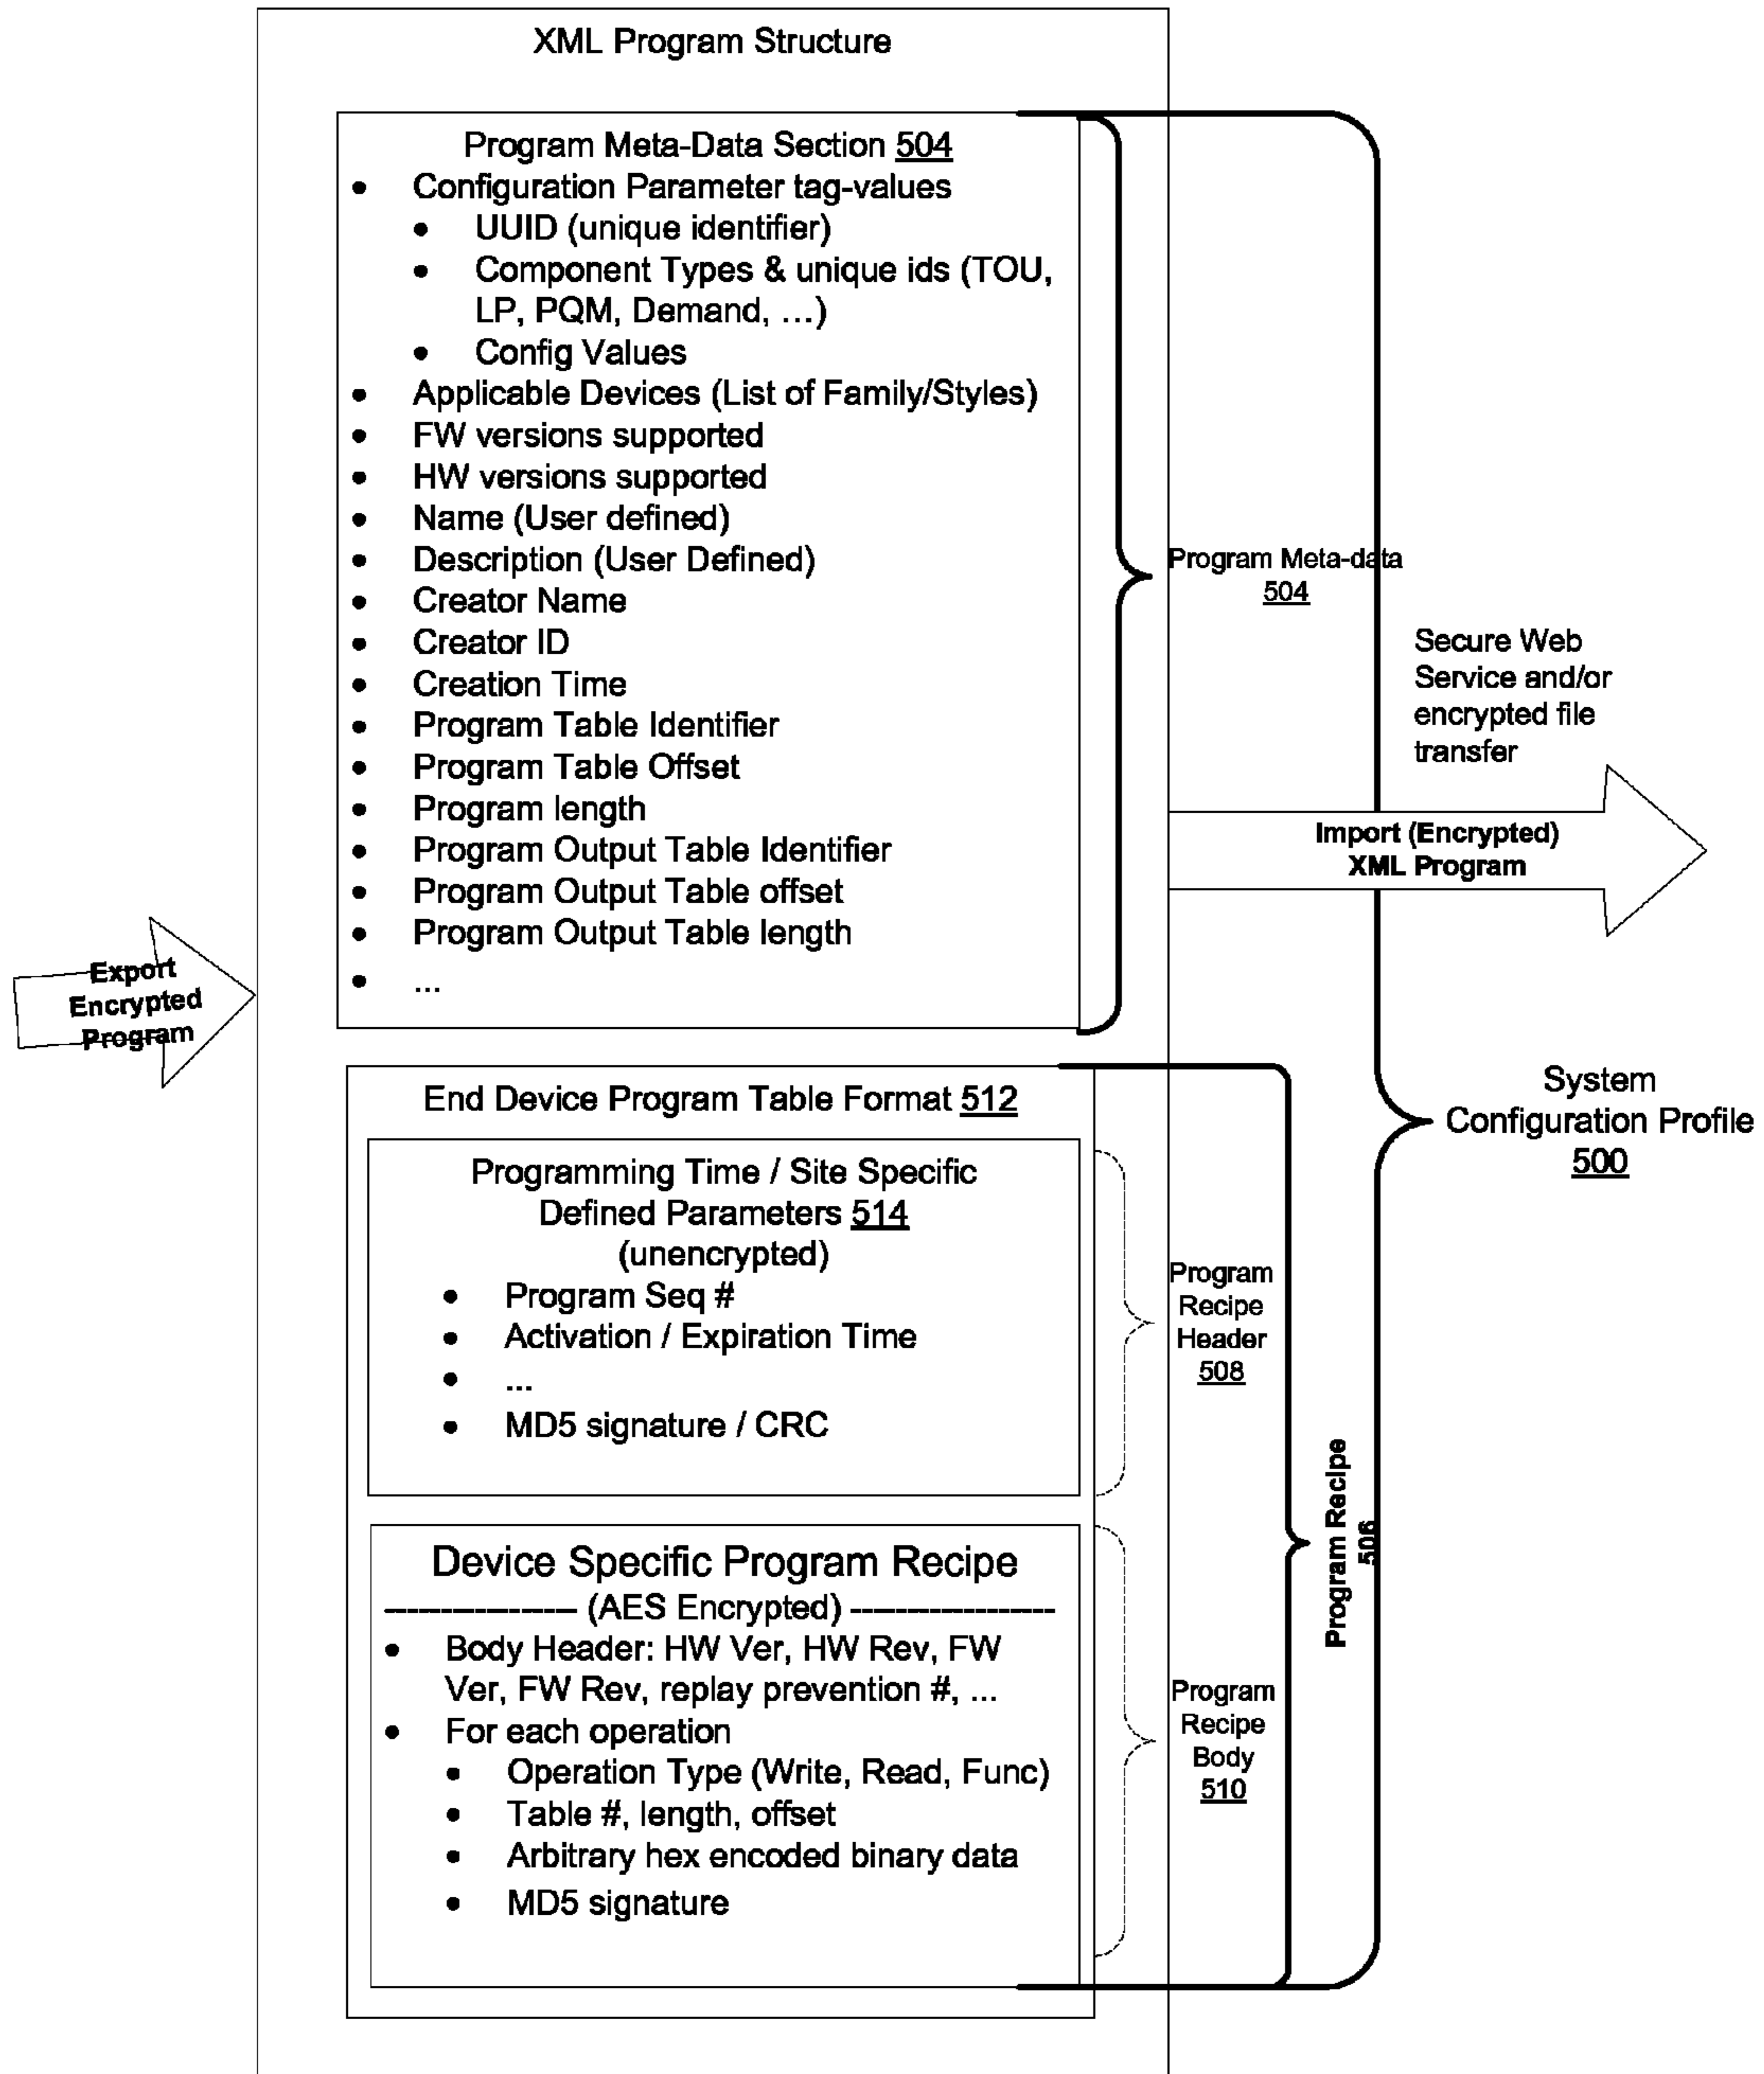 XML Program Structure
Program Meta-Data Section 504
• Configuration Parameter tag-values
• UUID (unique identifier)
• Component Types & unique ids (TOU,
LP, PQM, Demand, ...)
• Config Values
• Applicable Devices (List of Family/Styles)
• FW versions supported
• HW versions supported
• Name (User defined)
• Description (User Defined)
• Creator Name
• Creator ID
• Creation Time
• Program Table Identifier
• Program Table Offset
• Program length
• Program Output Table Identifier
• Program Output Table offset
• Program Output Table length
• ...
Program Meta-data
504
Secure Web
Service and/or
encrypted file
transfer
Import (Encrypted)
XML Program
Export
Encrypted
Program
End Device Program Table Format 512
Programming Time / Site Specific
Defined Parameters 514
(unencrypted)
• Program Seq #
• Activation / Expiration Time
• ...
• MD5 signature / CRC
Program
Recipe
Header
508
System
Configuration Profile
500
Program Recipe
506
Device Specific Program Recipe
------------------ (AES Encrypted) -------------------
• Body Header: HW Ver, HW Rev, FW
Ver, FW Rev, replay prevention #, ...
• For each operation
• Operation Type (Write, Read, Func)
• Table #, length, offset
• Arbitrary hex encoded binary data
• MD5 signature
Program
Recipe
Body
510